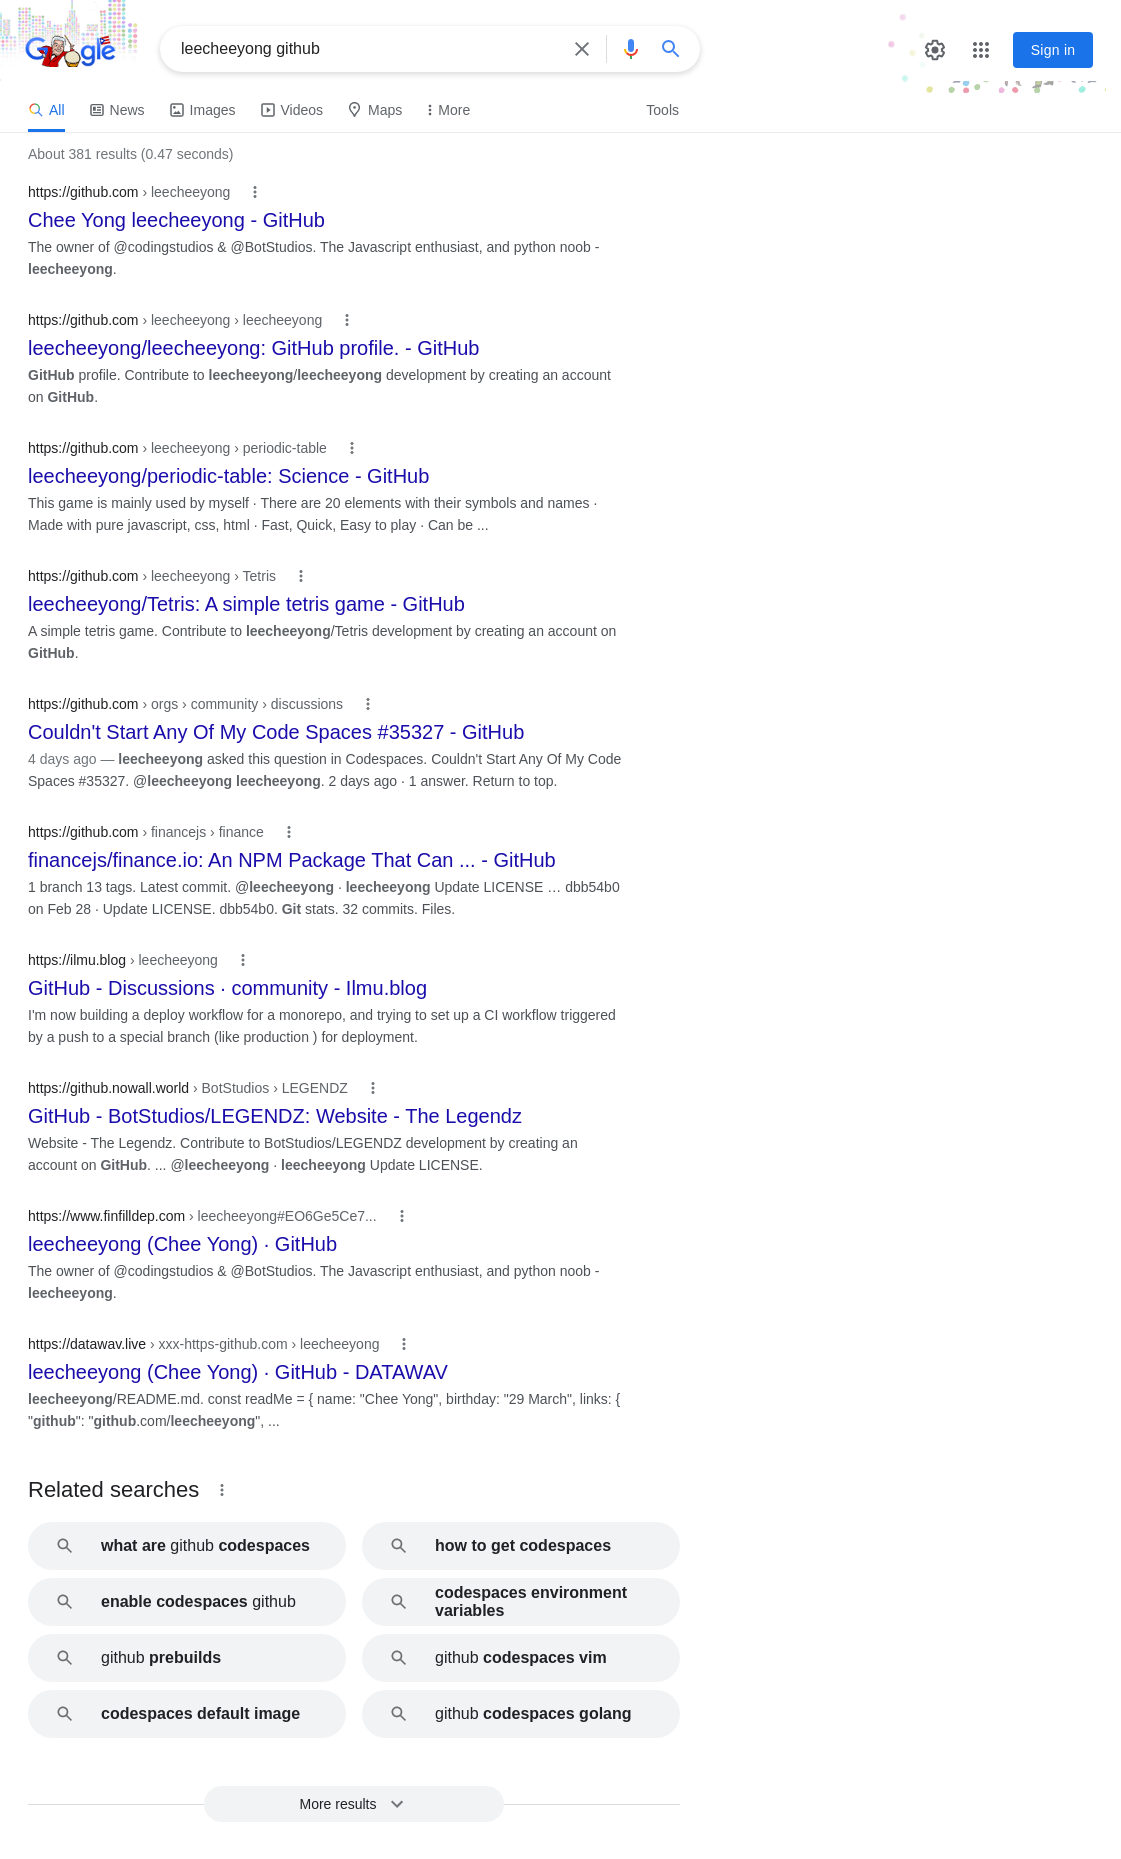 Google
leecheeyong github
Sign in
All News Images Videos Maps More Tools
About 381 results (0.47 seconds)
https://github.com › leecheeyong
Chee Yong leecheeyong - GitHub
The owner of @codingstudios & @BotStudios. The Javascript enthusiast, and python noob -
leecheeyong.
https://github.com › leecheeyong › leecheeyong
leecheeyong/leecheeyong: GitHub profile. - GitHub
GitHub profile. Contribute to leecheeyong/leecheeyong development by creating an account
on GitHub.
https://github.com › leecheeyong › periodic-table
leecheeyong/periodic-table: Science - GitHub
This game is mainly used by myself · There are 20 elements with their symbols and names ·
Made with pure javascript, css, html · Fast, Quick, Easy to play · Can be ...
https://github.com › leecheeyong › Tetris
leecheeyong/Tetris: A simple tetris game - GitHub
A simple tetris game. Contribute to leecheeyong/Tetris development by creating an account on
GitHub.
https://github.com › orgs › community › discussions
Couldn't Start Any Of My Code Spaces #35327 - GitHub
4 days ago — leecheeyong asked this question in Codespaces. Couldn't Start Any Of My Code
Spaces #35327. @leecheeyong leecheeyong. 2 days ago · 1 answer. Return to top.
https://github.com › financejs › finance
financejs/finance.io: An NPM Package That Can ... - GitHub
1 branch 13 tags. Latest commit. @leecheeyong · leecheeyong Update LICENSE … dbb54b0
on Feb 28 · Update LICENSE. dbb54b0. Git stats. 32 commits. Files.
https://ilmu.blog › leecheeyong
GitHub - Discussions · community - Ilmu.blog
I'm now building a deploy workflow for a monorepo, and trying to set up a CI workflow triggered
by a push to a special branch (like production ) for deployment.
https://github.nowall.world › BotStudios › LEGENDZ
GitHub - BotStudios/LEGENDZ: Website - The Legendz
Website - The Legendz. Contribute to BotStudios/LEGENDZ development by creating an
account on GitHub. ... @leecheeyong · leecheeyong Update LICENSE.
https://www.finfilldep.com › leecheeyong#EO6Ge5Ce7...
leecheeyong (Chee Yong) · GitHub
The owner of @codingstudios & @BotStudios. The Javascript enthusiast, and python noob -
leecheeyong.
https://datawav.live › xxx-https-github.com › leecheeyong
leecheeyong (Chee Yong) · GitHub - DATAWAV
leecheeyong/README.md. const readMe = { name: "Chee Yong", birthday: "29 March", links: {
"github": "github.com/leecheeyong", ...
Related searches
what are github codespaces
how to get codespaces
enable codespaces github
codespaces environment
variables
github prebuilds
github codespaces vim
codespaces default image
github codespaces golang
More results